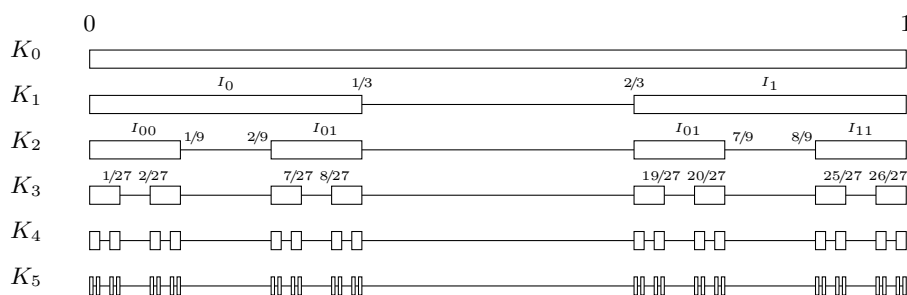 0 1
K₀
I₀ 1/3 2/3 I₁
K₁
I₀₀ 1/9 2/9 I₀₁ I₀₁ 7/9 8/9 I₁₁
K₂
1/27 2/27 7/27 8/27 19/27 20/27 25/27 26/27
K₃
K₄
K₅